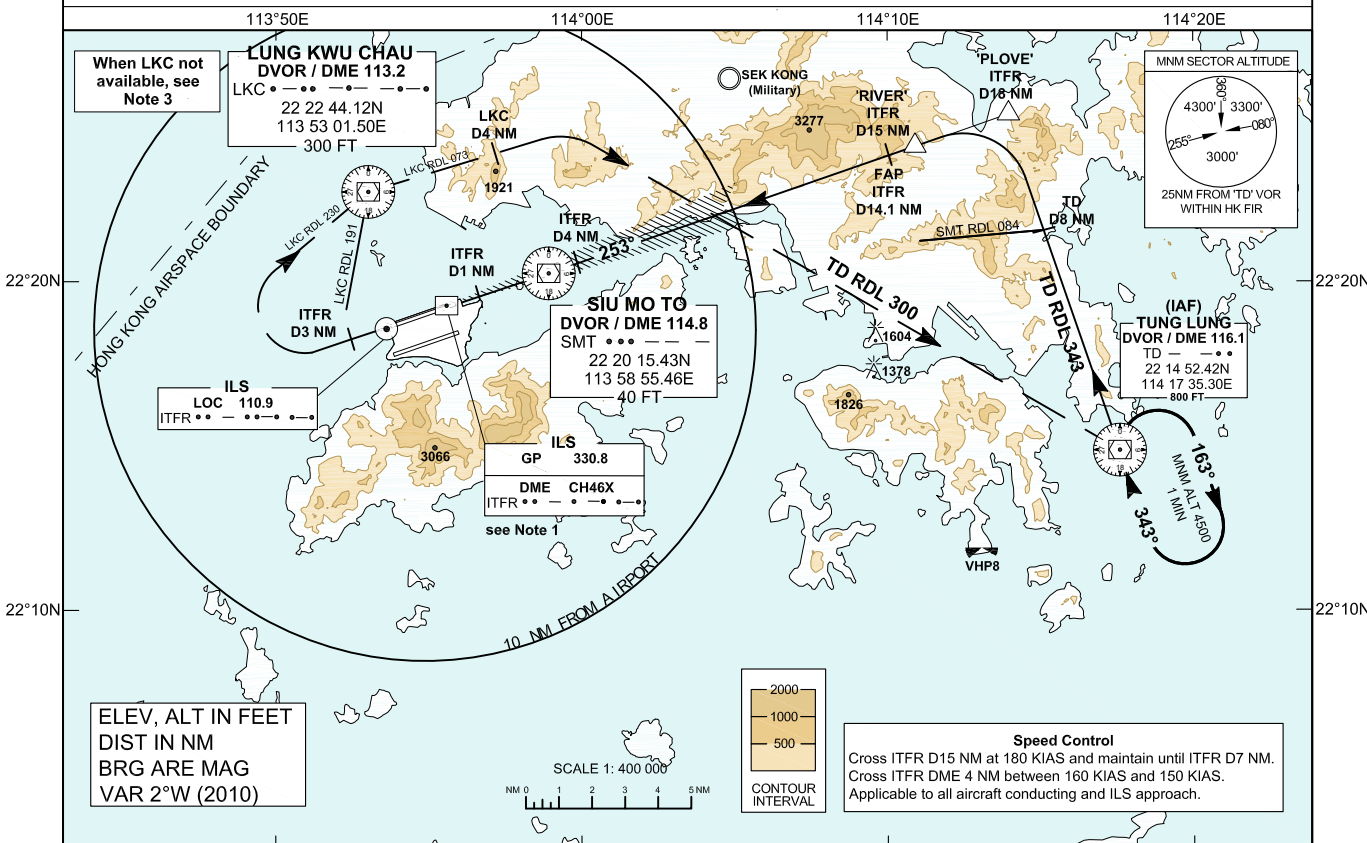 113°50E
114°00E
114°10E
114°20E
When LKC not
available, see
Note 3
LUNG KWU CHAU
DVOR / DME 113.2
LKC
22 22 44.12N
113 53 01.50E
300 FT
SEK KONG
(Military)
'PLOVE'
ITFR
D18 NM
MNM SECTOR ALTITUDE
360°
4300'
3300'
255°
080°
3000'
25NM FROM 'TD' VOR
WITHIN HK FIR
LKC
D4 NM
3277
'RIVER'
ITFR
D15 NM
LKC RDL 073
1921
FAP
ITFR
D14.1 NM
HONG KONG AIRSPACE BOUNDARY
LKC RDL 230
LKC RDL 191
ITFR
D4 NM
TD
D8 NM
SMT RDL 084
253°
ITFR
D1 NM
22°20N
22°20N
TD RDL 300
TD RDL 343
ITFR
D3 NM
SIU MO TO
DVOR / DME 114.8
SMT
22 20 15.43N
113 58 55.46E
40 FT
(IAF)
TUNG LUNG
DVOR / DME 116.1
TD
22 14 52.42N
114 17 35.30E
800 FT
1604
1378
1826
ILS
LOC 110.9
ITFR
3066
ILS
GP 330.8
DME CH46X
ITFR
see Note 1
163°
MNM ALT 4500
1 MIN
343°
VHP8
10 NM FROM AIRPORT
22°10N
22°10N
ELEV, ALT IN FEET
DIST IN NM
BRG ARE MAG
VAR 2°W (2010)
SCALE 1: 400 000
NM 0 1 2 3 4 5 NM
2000
1000
500
CONTOUR
INTERVAL
Speed Control
Cross ITFR D15 NM at 180 KIAS and maintain until ITFR D7 NM.
Cross ITFR DME 4 NM between 160 KIAS and 150 KIAS.
Applicable to all aircraft conducting and ILS approach.